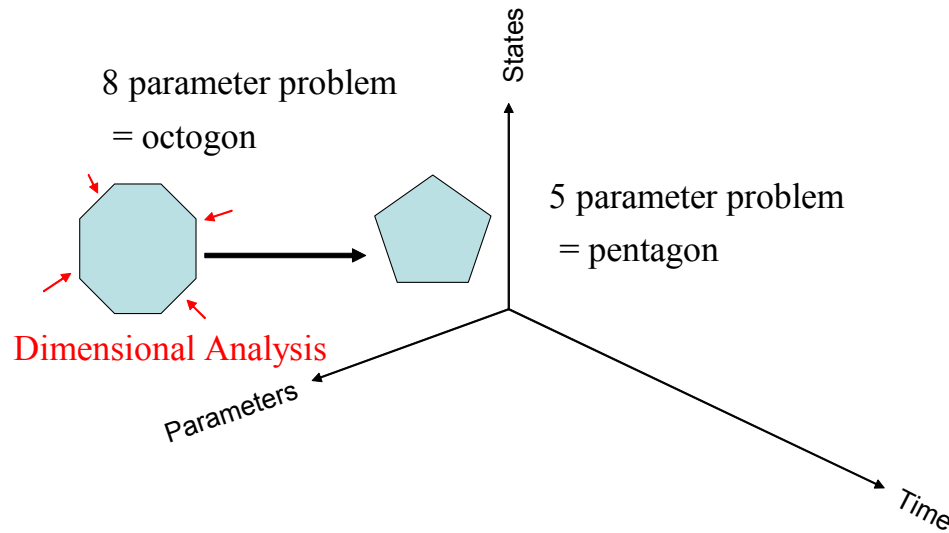 States
8 parameter problem
= octogon
5 parameter problem
= pentagon
Dimensional Analysis
Parameters
Time